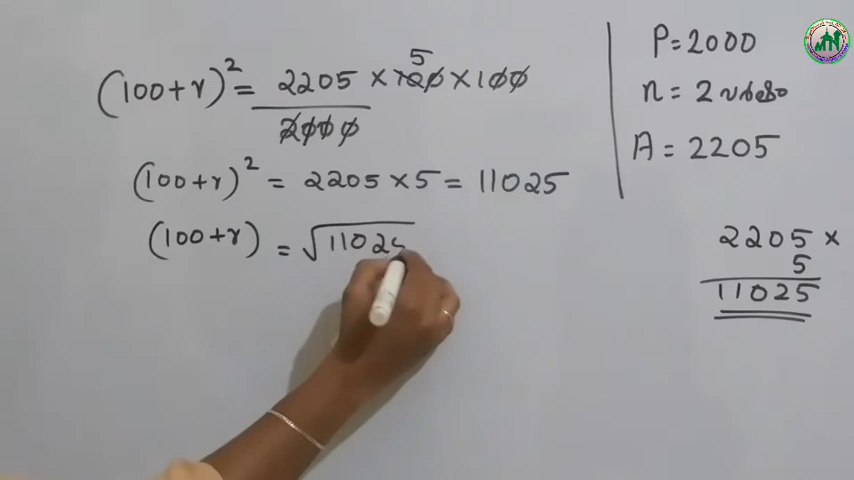 (100+r)² = 2205 × 100 × 100
5
2000
(100+r)² = 2205 × 5 = 11025
(100+r) = √11025
P = 2000
n = 2 വർഷം
A = 2205
2205 ×
5
11025